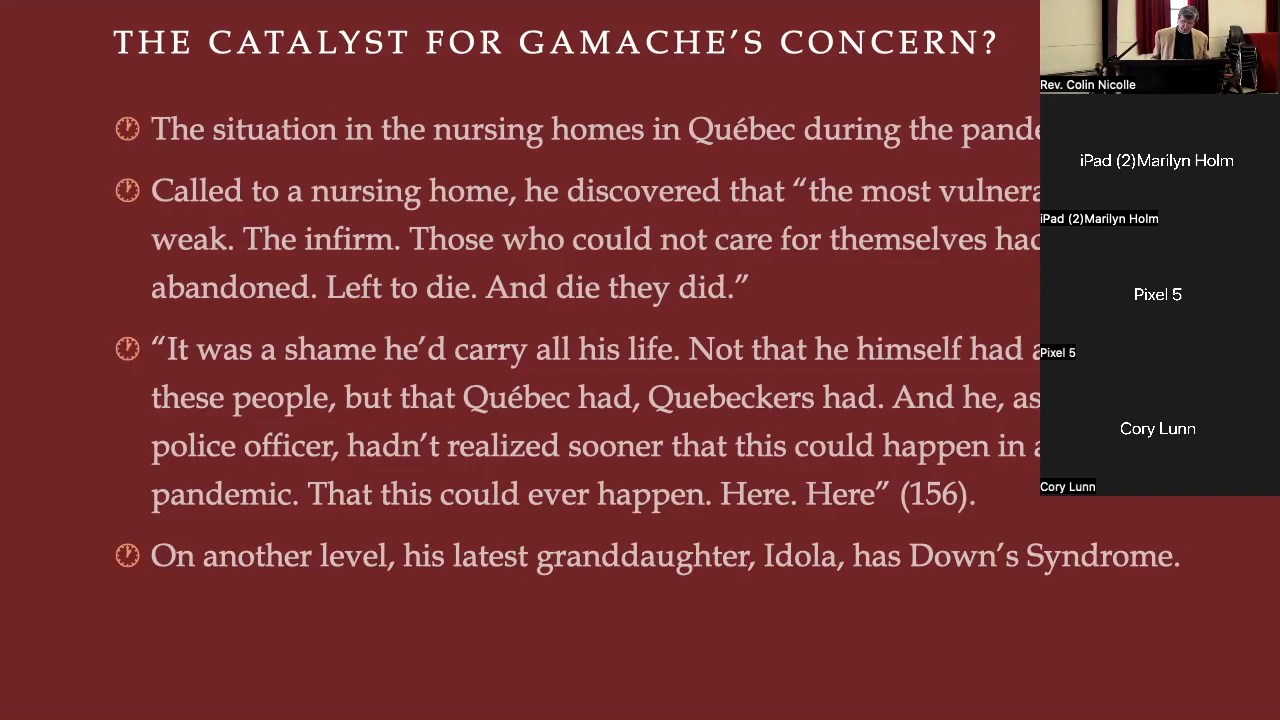 THE CATALYST FOR GAMACHE’S CONCERN?
The situation in the nursing homes in Québec during the
Called to a nursing home, he discovered that “the most
weak. The infirm. Those who could not care for themselves
abandoned. Left to die. And die they did.”
“It was a shame he’d carry all his life. Not that he himself had
these people, but that Québec had, Quebeckers had. And he, as
police officer, hadn’t realized sooner that this could happen in
pandemic. That this could ever happen. Here. Here” (156).
On another level, his latest granddaughter, Idola, has Down’s Syndrome.
Rev. Colin Nicolle
iPad (2)Marilyn Holm
iPad (2)Marilyn Holm
Pixel 5
Pixel 5
Cory Lunn
Cory Lunn